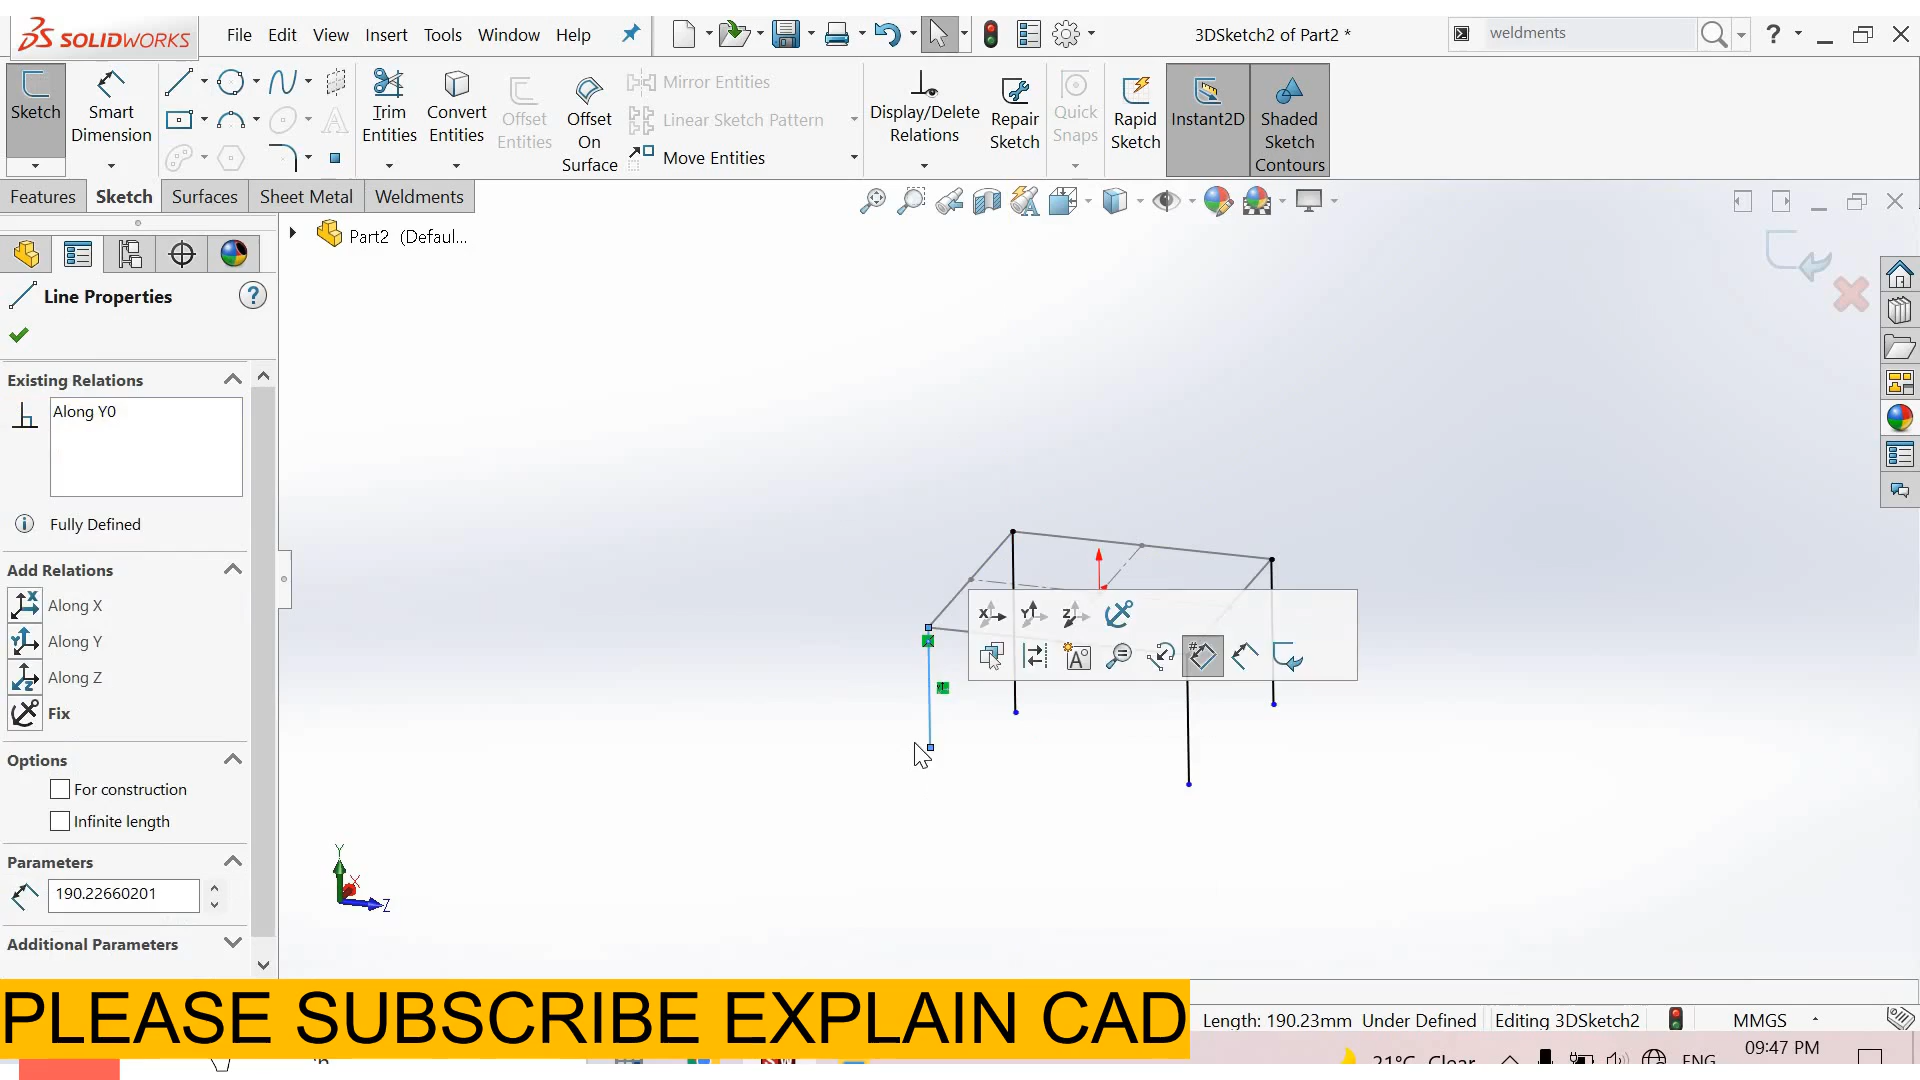 SOLIDWORKS
File Edit View Insert Tools Window Help
3DSketch2 of Part2 *
weldments
Sketch
Smart
Dimension
Trim
Entities
Convert
Entities
Offset
Entities
Offset
On
Surface
Mirror Entities
Linear Sketch Pattern
Move Entities
Display/Delete
Relations
Repair
Sketch
Quick
Snaps
Rapid
Sketch
Instant2D
Shaded
Sketch
Contours
Features Sketch Surfaces Sheet Metal Weldments
Part2 (Defaul...
Line Properties
Existing Relations
Along Y0
Fully Defined
Add Relations
Along X
Along Y
Along Z
Fix
Options
For construction
Infinite length
Parameters
190.22660201
Additional Parameters
Y
X
Z
PLEASE SUBSCRIBE EXPLAIN CAD
Length: 190.23mm Under Defined Editing 3DSketch2 MMGS
21°C Clear
ENG
09:47 PM